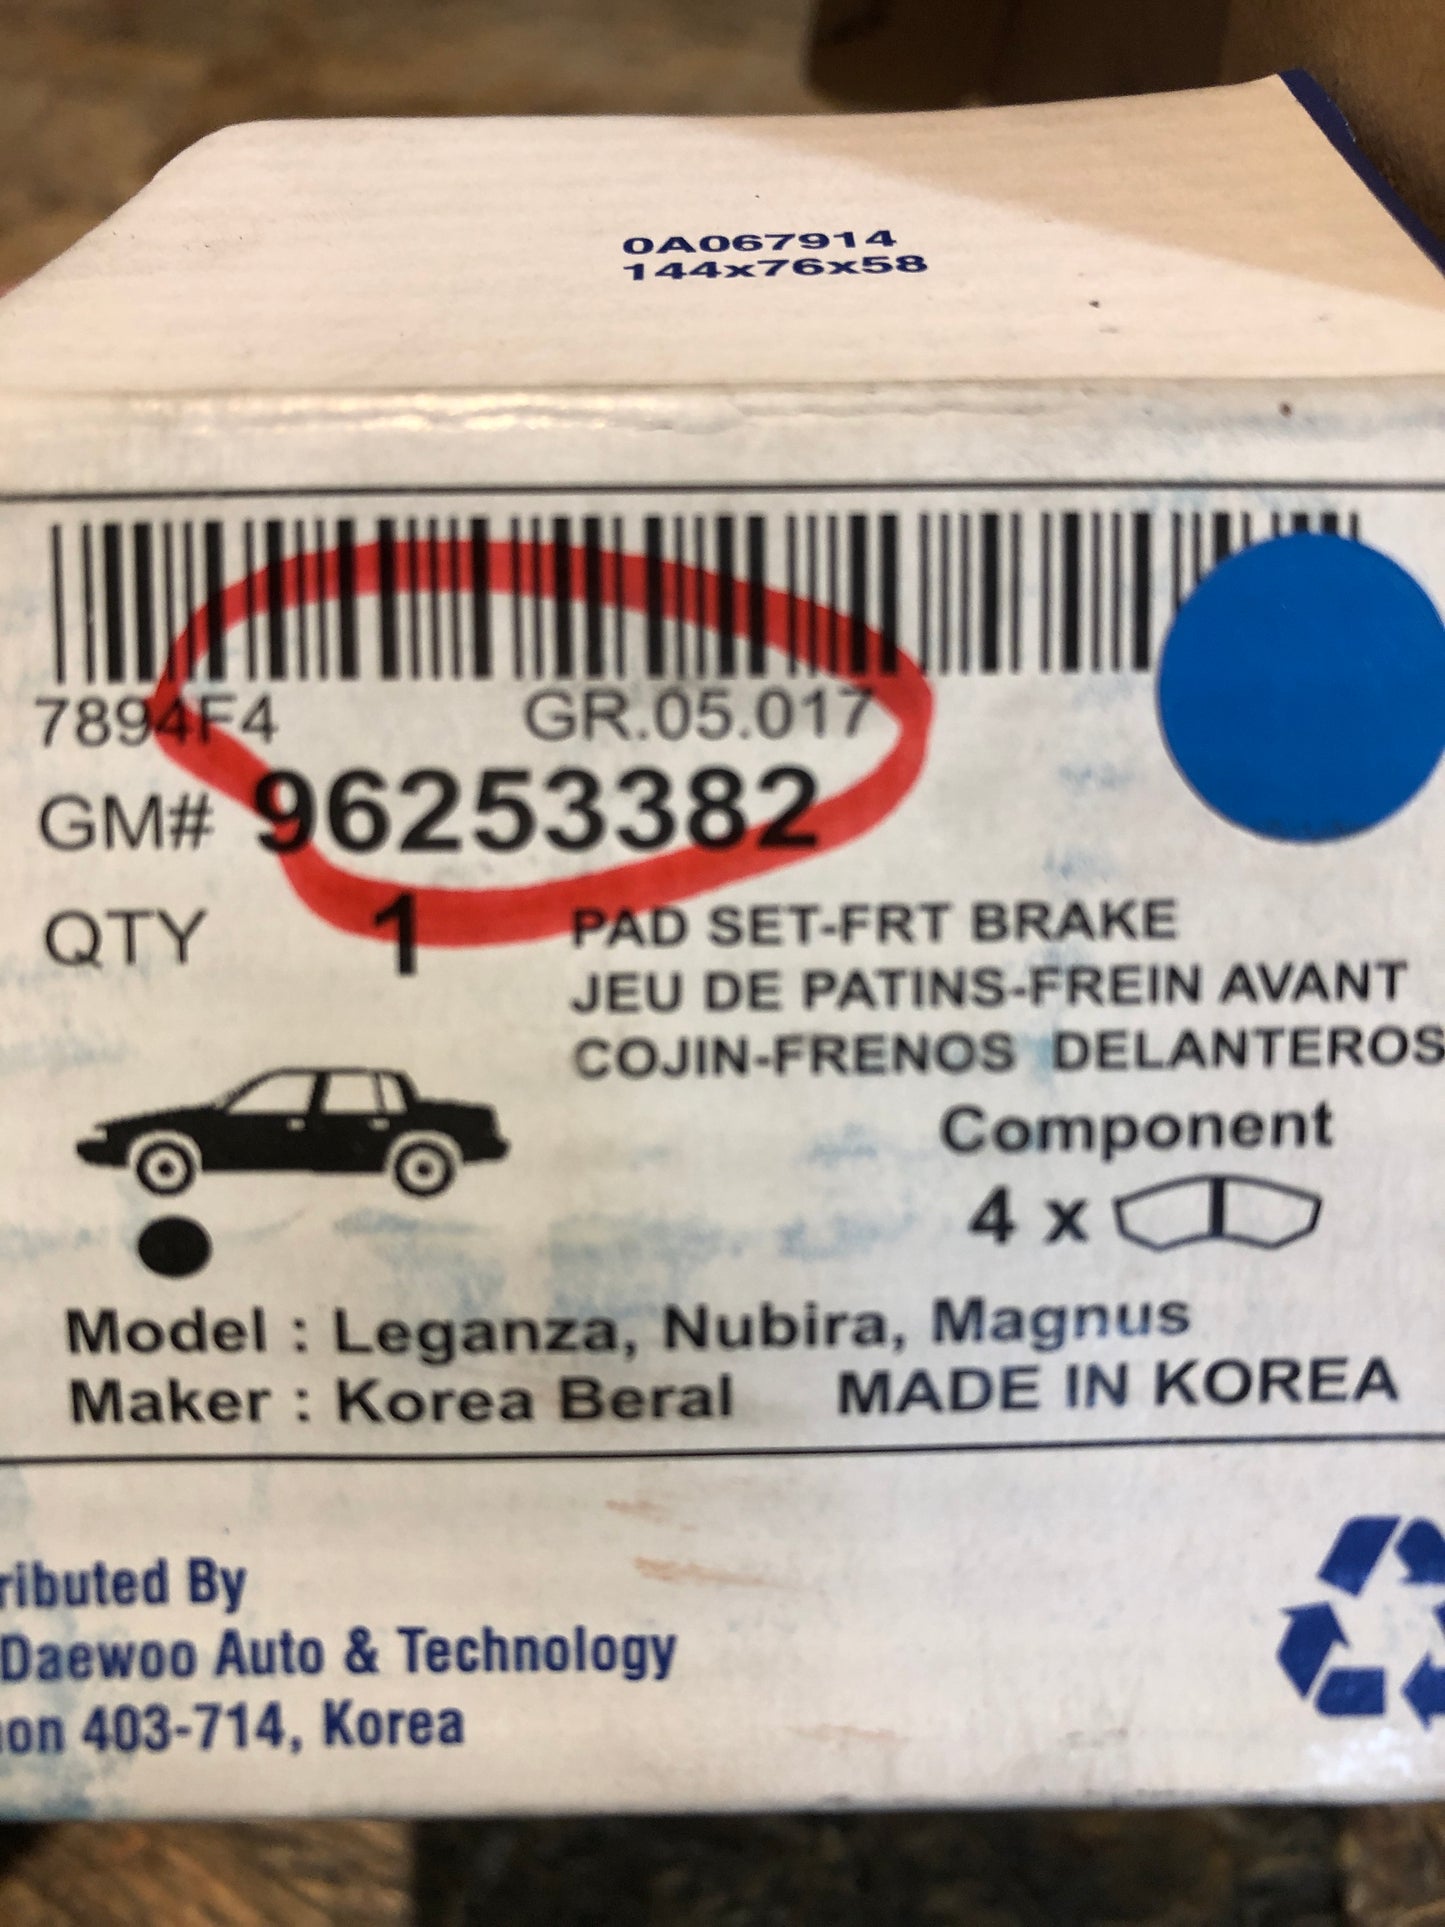 0A067914
144x76x58
7894F4 GR.05.017
GM# 96253382
QTY 1 PAD SET-FRT BRAKE
JEU DE PATINS-FREIN AVANT
COJIN-FRENOS DELANTEROS
Component
4 x
Model : Leganza, Nubira, Magnus
Maker : Korea Beral MADE IN KOREA
ributed By
Daewoo Auto & Technology
on 403-714, Korea